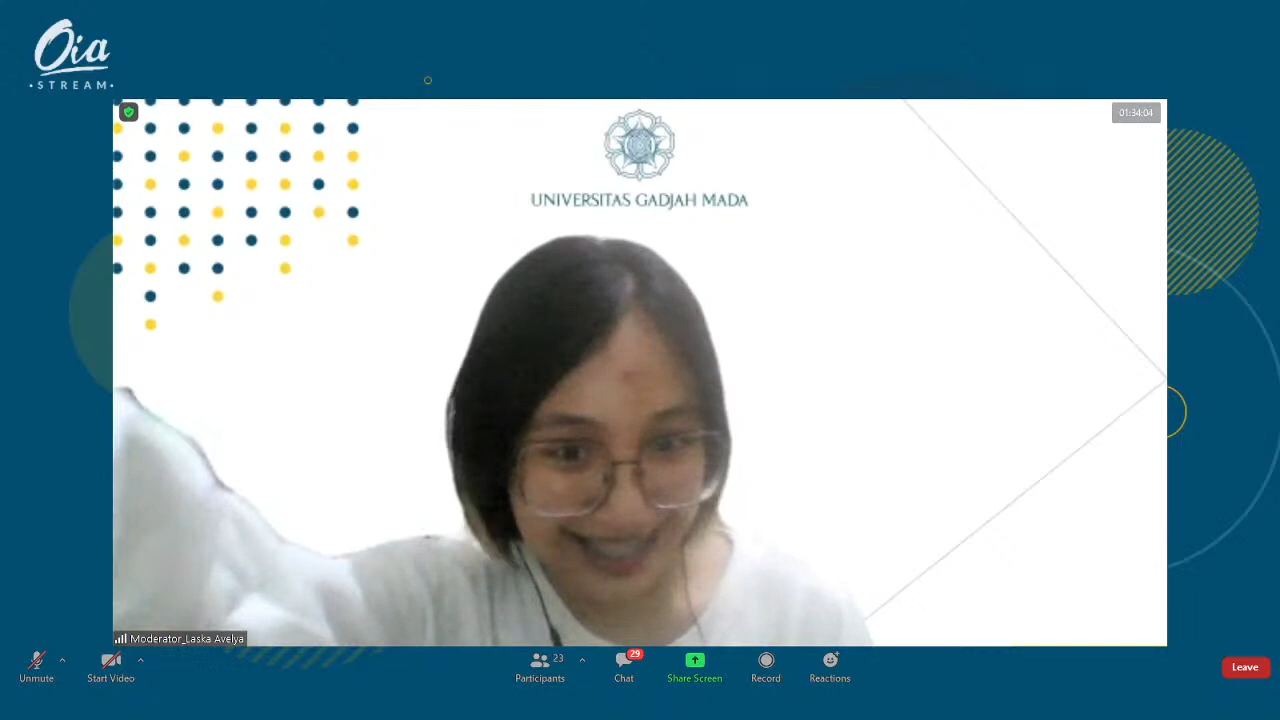 Oia
•STREAM•
01:34:04
UNIVERSITAS GADJAH MADA
Moderator_Laska Avelya
Unmute
Start Video
23
Participants
29
Chat
Share Screen
Record
Reactions
Leave